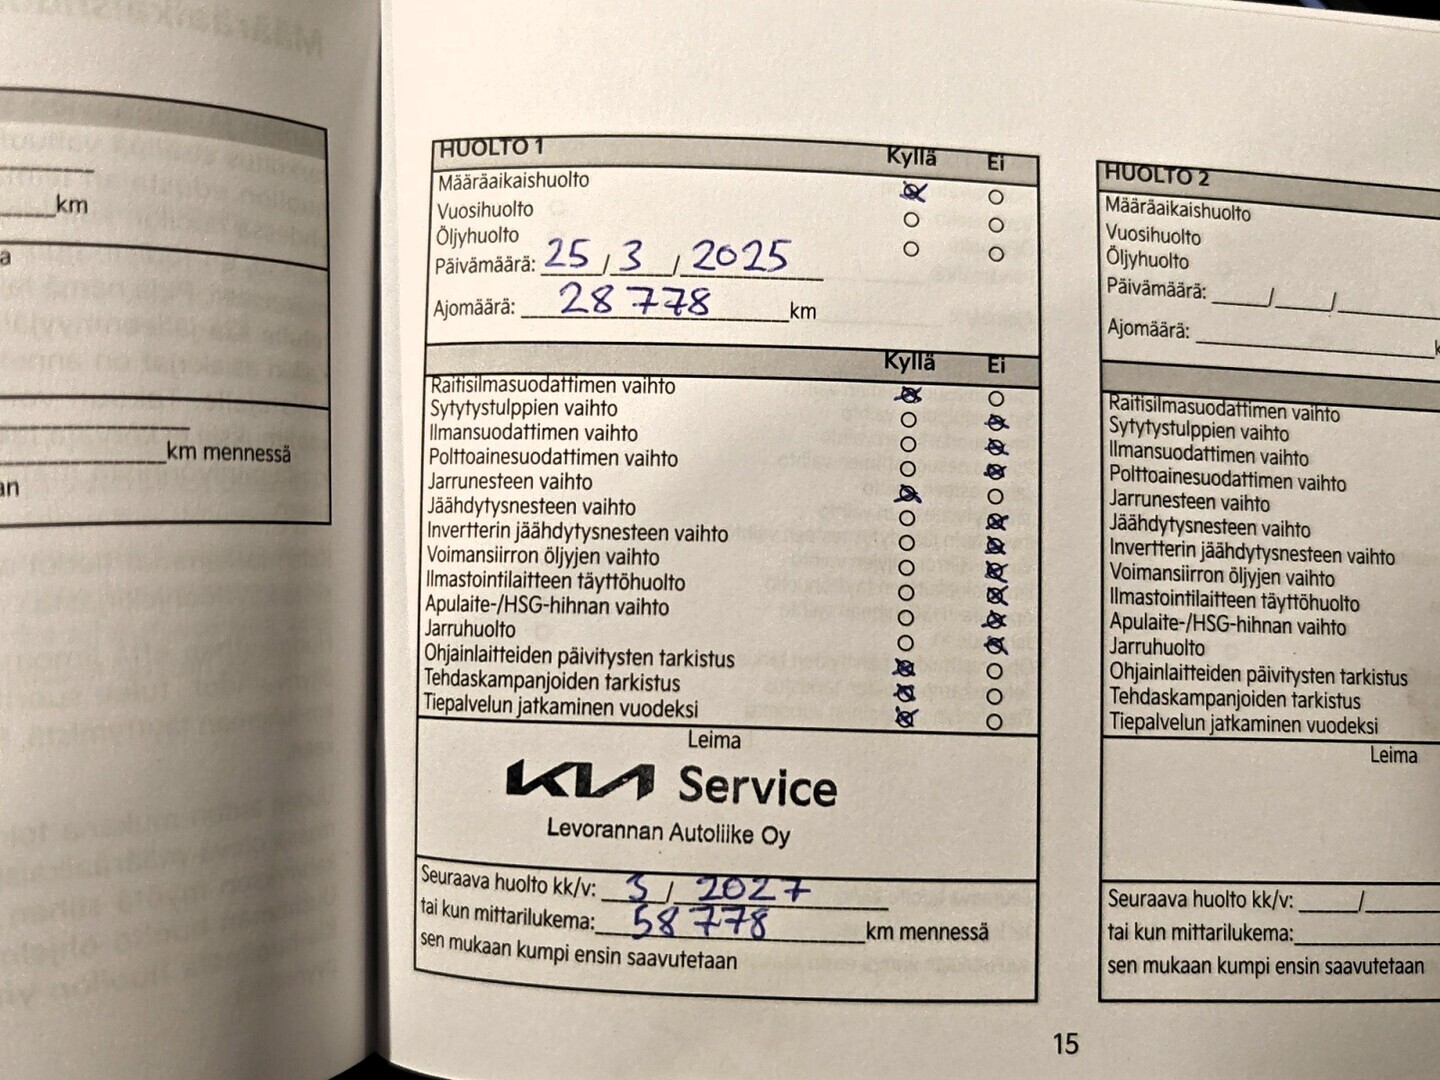 km
a
km mennessä
an
HUOLTO 1 Kyllä Ei
Määräaikaishuolto
Vuosihuolto
Öljyhuolto
Päivämäärä: 25 / 3 / 2025
Ajomäärä: 28 778 km
Kyllä Ei
Raitisilmasuodattimen vaihto
Sytytystulppien vaihto
Ilmansuodattimen vaihto
Polttoainesuodattimen vaihto
Jarrunesteen vaihto
Jäähdytysnesteen vaihto
Invertterin jäähdytysnesteen vaihto
Voimansiirron öljyjen vaihto
Ilmastointilaitteen täyttöhuolto
Apulaite-/HSG-hihnan vaihto
Jarruhuolto
Ohjainlaitteiden päivitysten tarkistus
Tehdaskampanjoiden tarkistus
Tiepalvelun jatkaminen vuodeksi
Leima
KIA Service
Levorannan Autoliike Oy
Seuraava huolto kk/v: 3 / 2027
tai kun mittarilukema: 58 778 km mennessä
sen mukaan kumpi ensin saavutetaan
HUOLTO 2
Määräaikaishuolto
Vuosihuolto
Öljyhuolto
Päivämäärä: / /
Ajomäärä:
Raitisilmasuodattimen vaihto
Sytytystulppien vaihto
Ilmansuodattimen vaihto
Polttoainesuodattimen vaihto
Jarrunesteen vaihto
Jäähdytysnesteen vaihto
Invertterin jäähdytysnesteen vaihto
Voimansiirron öljyjen vaihto
Ilmastointilaitteen täyttöhuolto
Apulaite-/HSG-hihnan vaihto
Jarruhuolto
Ohjainlaitteiden päivitysten tarkistus
Tehdaskampanjoiden tarkistus
Tiepalvelun jatkaminen vuodeksi
Leima
Seuraava huolto kk/v: /
tai kun mittarilukema:
sen mukaan kumpi ensin saavutetaan
15